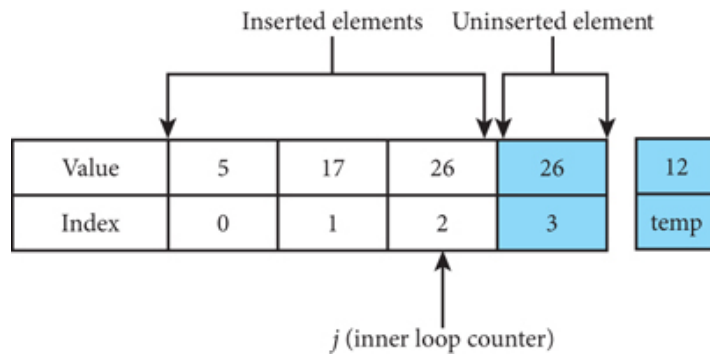 Inserted elements Uninserted element
Value 5 17 26 26 12
Index 0 1 2 3 temp
j (inner loop counter)